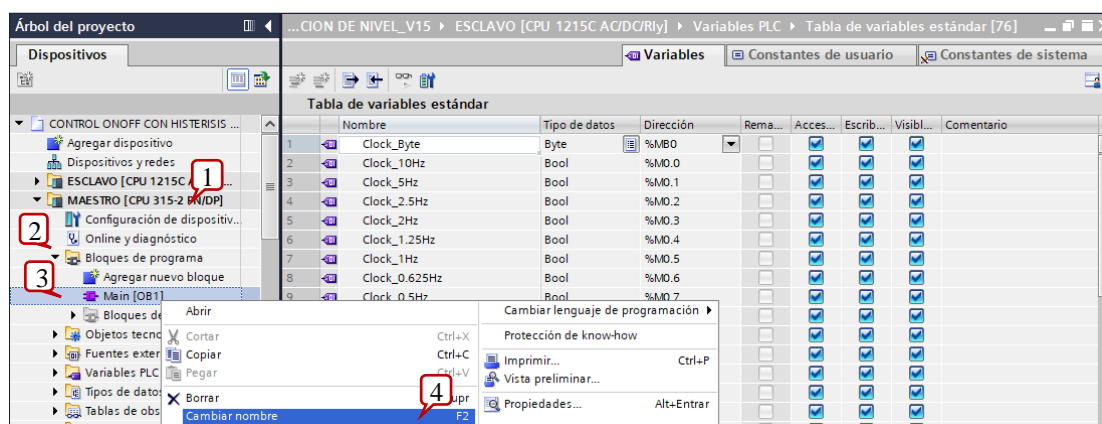 Árbol del proyecto
...CION DE NIVEL_V15 ▸ ESCLAVO [CPU 1215C AC/DC/Rly] ▸ Variables PLC ▸ Tabla de variables estándar [76]
Dispositivos
Variables
Constantes de usuario
Constantes de sistema
Tabla de variables estándar
Nombre Tipo de datos Dirección Rema... Acces... Escrib... Visibl... Comentario
1 Clock_Byte Byte %MB0
2 Clock_10Hz Bool %M0.0
3 Clock_5Hz Bool %M0.1
4 Clock_2.5Hz Bool %M0.2
5 Clock_2Hz Bool %M0.3
6 Clock_1.25Hz Bool %M0.4
7 Clock_1Hz Bool %M0.5
8 Clock_0.625Hz Bool %M0.6
9 Clock_0.5Hz Bool %M0.7
CONTROL ONOFF CON HISTERISIS ...
Agregar dispositivo
Dispositivos y redes
ESCLAVO [CPU 1215C A...
1
MAESTRO [CPU 315-2 PN/DP]
Configuración de dispositiv...
2
Online y diagnóstico
Bloques de programa
3
Agregar nuevo bloque
Main [OB1]
Bloques de
Objetos tecno
Fuentes exter
Variables PLC
Tipos de datos
Tablas de obs
Abrir
Cortar Ctrl+X
Copiar Ctrl+C
Pegar Ctrl+V
4
Borrar upr
Cambiar nombre F2
Cambiar lenguaje de programación
Protección de know-how
Imprimir... Ctrl+P
Vista preliminar...
Propiedades... Alt+Entrar